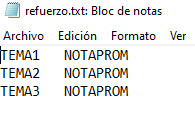 refuerzo.txt: Bloc de notas
Archivo Edición Formato Ver
TEMA1 NOTAPROM
TEMA2 NOTAPROM
TEMA3 NOTAPROM